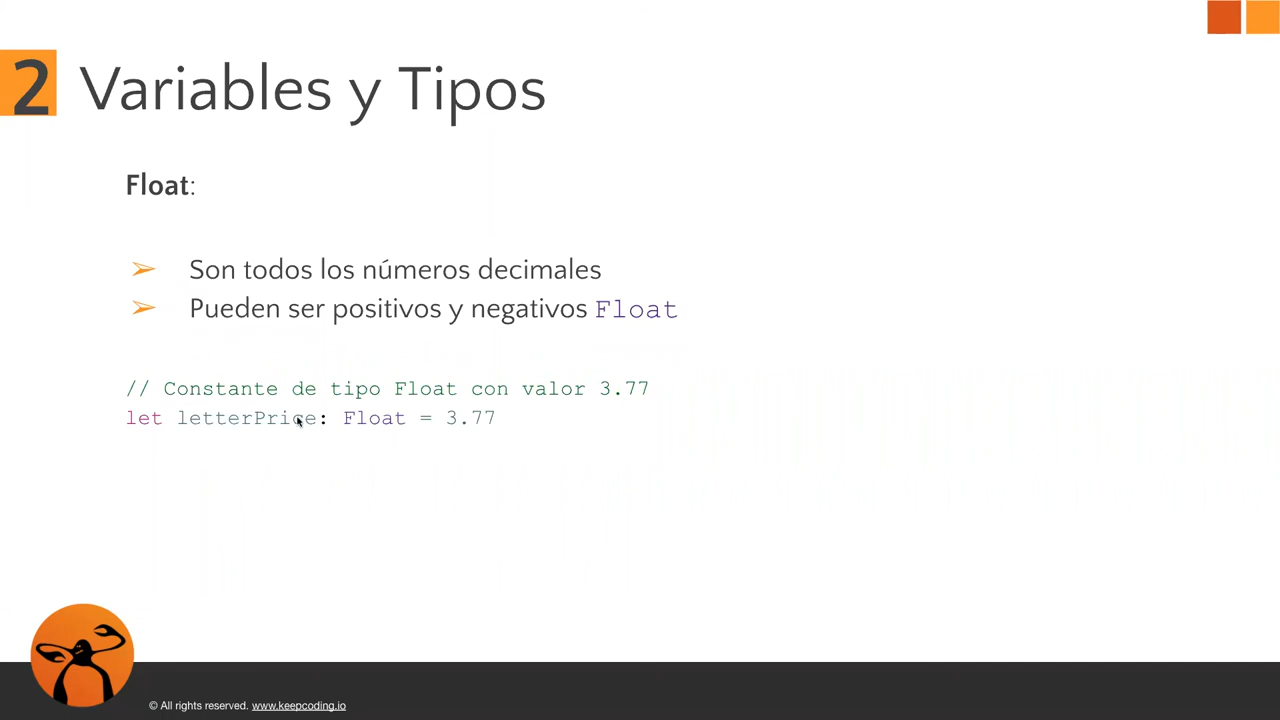 2 Variables y Tipos
Float:
➢ Son todos los números decimales
➢ Pueden ser positivos y negativos Float
// Constante de tipo Float con valor 3.77
let letterPrice: Float = 3.77
© All rights reserved. www.keepcoding.io